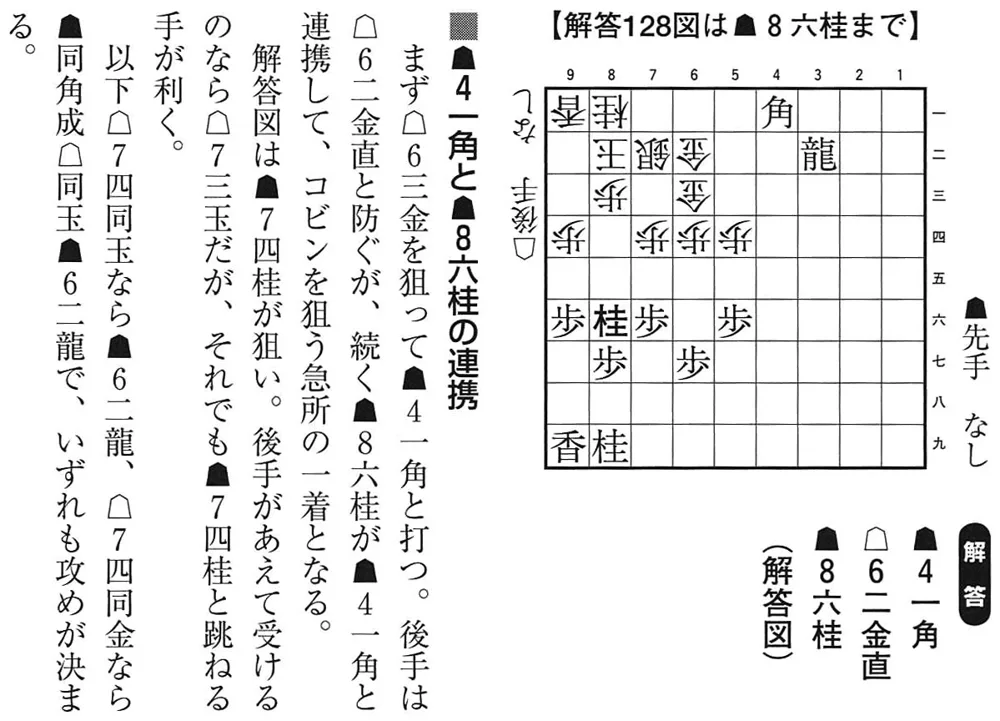 【解答128図は☗８六桂まで】
9 8 7 6 5 4 3 2 1
香 桂 角 一
王 銀 金 龍 二
歩 金 三
歩 歩 歩 歩 四
五
歩 桂 歩 歩 六
歩 歩 七
八
香 桂 九
☗先手 なし
☖後手 なし
解答
☗４一角
☖６二金直
☗８六桂
（解答図）
■☗４一角と☗８六桂の連携
まず☖６三金を狙って☗４一角と打つ。後手は
☖６二金直と防ぐが、続く☗８六桂が☗４一角と
連携して、コビンを狙う急所の一着となる。
解答図は☗７四桂が狙い。後手があえて受ける
のなら☖７三玉だが、それでも☗７四桂と跳ねる
手が利く。
以下☖７四同玉なら☗６二龍、☖７四同金なら
☗同角成☖同玉☗６二龍で、いずれも攻めが決ま
る。